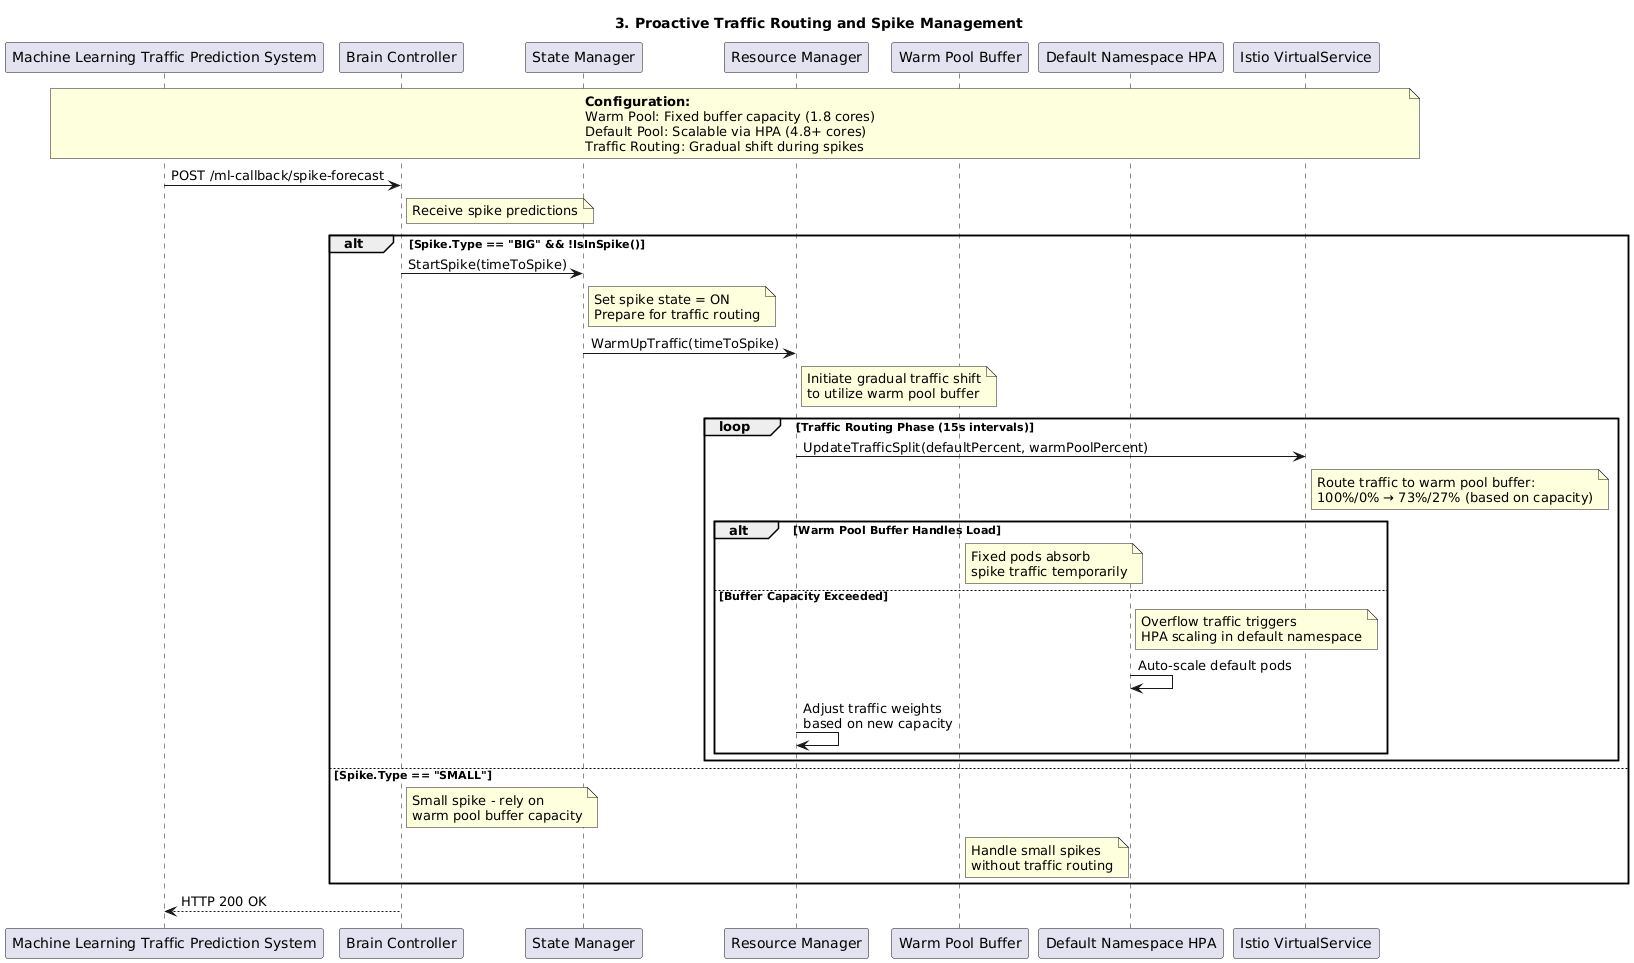 3. Proactive Traffic Routing and Spike Management
Machine Learning Traffic Prediction System
Brain Controller
State Manager
Resource Manager
Warm Pool Buffer
Default Namespace HPA
Istio VirtualService
Configuration:
Warm Pool: Fixed buffer capacity (1.8 cores)
Default Pool: Scalable via HPA (4.8+ cores)
Traffic Routing: Gradual shift during spikes
POST /ml-callback/spike-forecast
Receive spike predictions
alt
[Spike.Type == "BIG" && !IsInSpike()]
StartSpike(timeToSpike)
Set spike state = ON
Prepare for traffic routing
WarmUpTraffic(timeToSpike)
Initiate gradual traffic shift
to utilize warm pool buffer
loop
[Traffic Routing Phase (15s intervals)]
UpdateTrafficSplit(defaultPercent, warmPoolPercent)
Route traffic to warm pool buffer:
100%/0% → 73%/27% (based on capacity)
alt
[Warm Pool Buffer Handles Load]
Fixed pods absorb
spike traffic temporarily
[Buffer Capacity Exceeded]
Overflow traffic triggers
HPA scaling in default namespace
Auto-scale default pods
Adjust traffic weights
based on new capacity
[Spike.Type == "SMALL"]
Small spike - rely on
warm pool buffer capacity
Handle small spikes
without traffic routing
HTTP 200 OK
Machine Learning Traffic Prediction System
Brain Controller
State Manager
Resource Manager
Warm Pool Buffer
Default Namespace HPA
Istio VirtualService